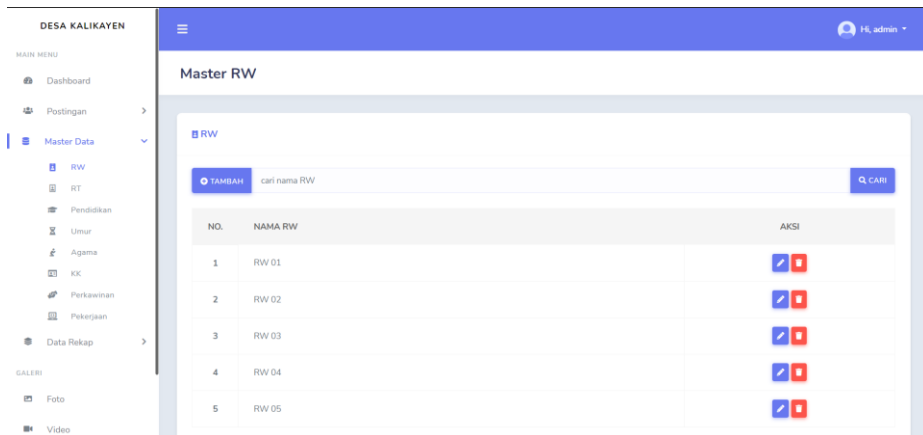 DESA KALIKAYEN
Hi, admin
MAIN MENU
Dashboard
Postingan
Master Data
RW
RT
Pendidikan
Umur
Agama
KK
Perkawinan
Pekerjaan
Data Rekap
GALERI
Foto
Video
Master RW
RW
TAMBAH cari nama RW CARI
NO. NAMA RW AKSI
1 RW 01
2 RW 02
3 RW 03
4 RW 04
5 RW 05